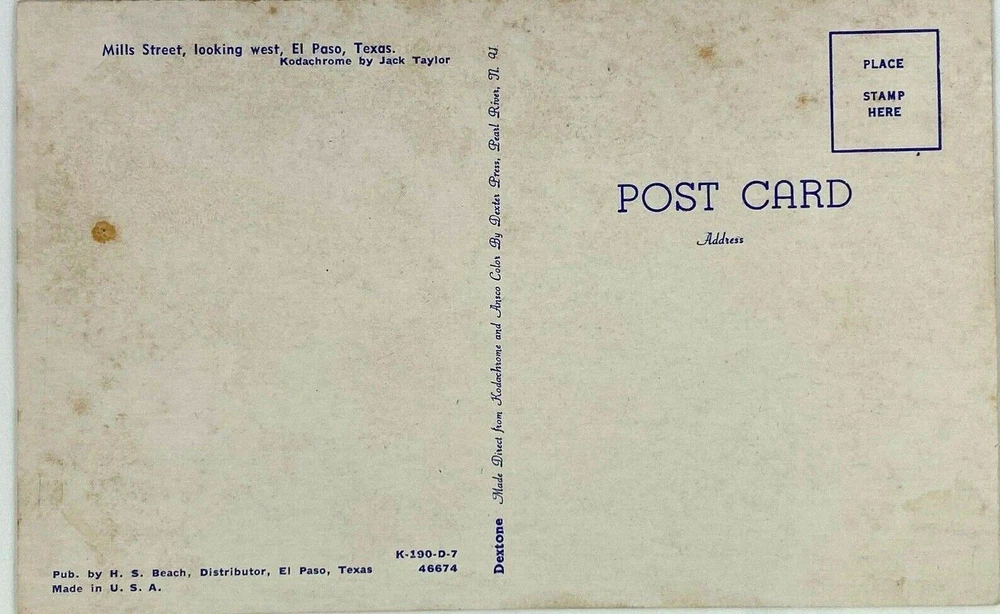 Mills Street, looking west, El Paso, Texas.
Kodachrome by Jack Taylor
K-190-D-7
46674
Pub. by H. S. Beach, Distributor, El Paso, Texas
Made in U. S. A.
Dextone Made Direct from Kodachrome and Ansco Color By Dexter Press, Pearl River, N. Y.
PLACE
STAMP
HERE
POST CARD
Address